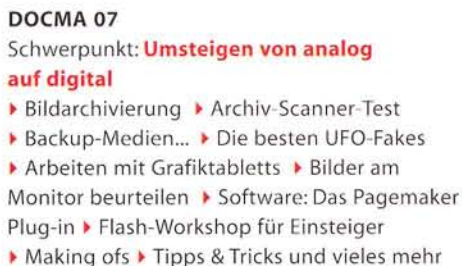 DOCMA 07
Schwerpunkt: Umsteigen von analog
auf digital
▸ Bildarchivierung ▸ Archiv-Scanner-Test
▸ Backup-Medien... ▸ Die besten UFO-Fakes
▸ Arbeiten mit Grafiktabletts ▸ Bilder am
Monitor beurteilen ▸ Software: Das Pagemaker
Plug-in ▸ Flash-Workshop für Einsteiger
▸ Making ofs ▸ Tipps & Tricks und vieles mehr